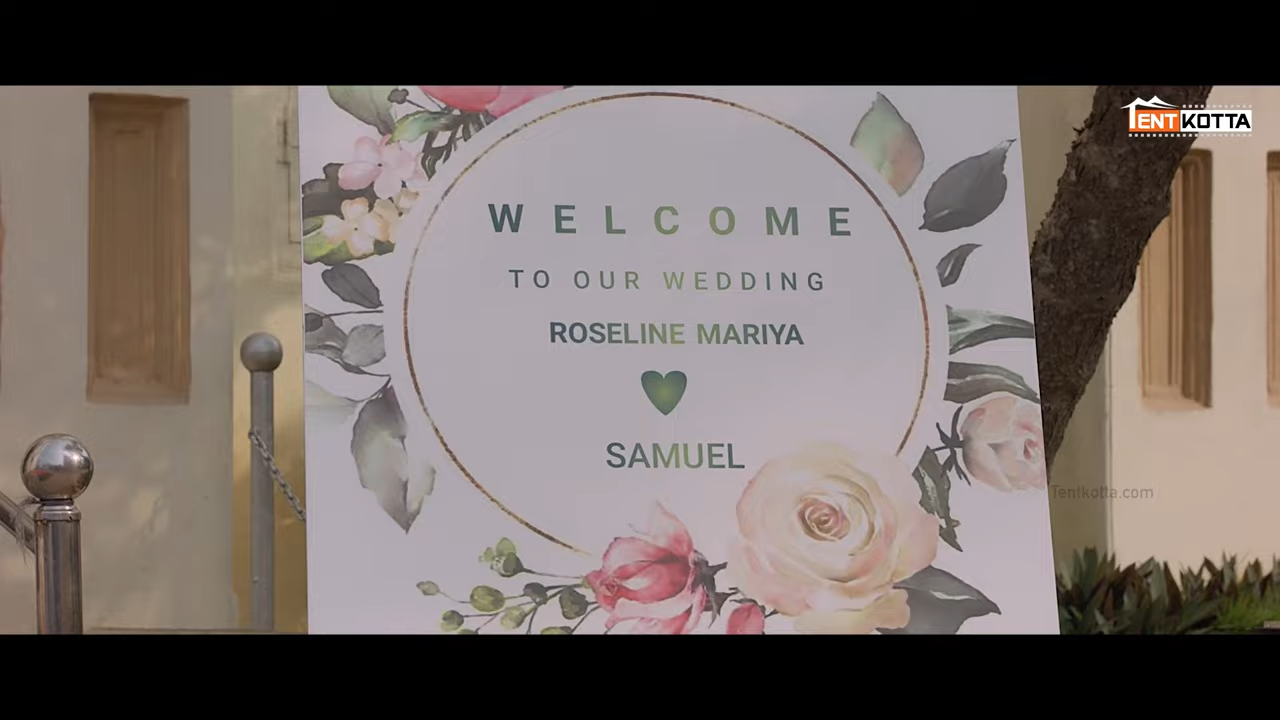 TENTKOTTA
WELCOME
TO OUR WEDDING
ROSELINE MARIYA
SAMUEL
Tentkotta.com